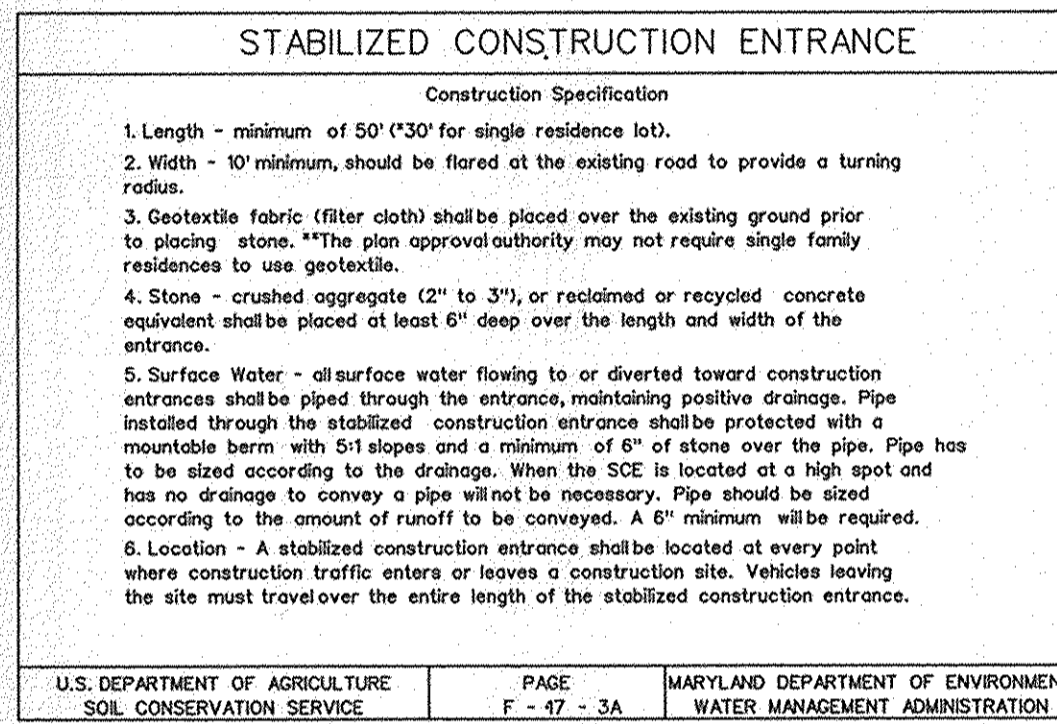 STABILIZED CONSTRUCTION ENTRANCE
Construction Specification
1. Length - minimum of 50' (*30' for single residence lot).
2. Width - 10' minimum, should be flared at the existing road to provide a turning
radius.
3. Geotextile fabric (filter cloth) shall be placed over the existing ground prior
to placing stone. **The plan approval authority may not require single family
residences to use geotextile.
4. Stone - crushed aggregate (2" to 3"), or reclaimed or recycled concrete
equivalent shall be placed at least 6" deep over the length and width of the
entrance.
5. Surface Water - all surface water flowing to or diverted toward construction
entrances shall be piped through the entrance, maintaining positive drainage. Pipe
installed through the stabilized construction entrance shall be protected with a
mountable berm with 5:1 slopes and a minimum of 6" of stone over the pipe. Pipe has
to be sized according to the drainage. When the SCE is located at a high spot and
has no drainage to convey a pipe will not be necessary. Pipe should be sized
according to the amount of runoff to be conveyed. A 6" minimum will be required.
6. Location - A stabilized construction entrance shall be located at every point
where construction traffic enters or leaves a construction site. Vehicles leaving
the site must travel over the entire length of the stabilized construction entrance.
U.S. DEPARTMENT OF AGRICULTURE
SOIL CONSERVATION SERVICE
PAGE
F - 17 - 3A
MARYLAND DEPARTMENT OF ENVIRONMEN
WATER MANAGEMENT ADMINISTRATION